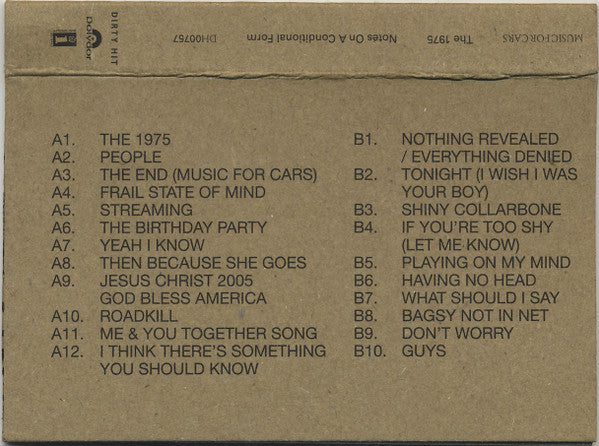 MUSICFORCARS
The 1975
Notes On A Conditional Form
DH00757
DIRTY HIT
polydor
A1. THE 1975
A2. PEOPLE
A3. THE END (MUSIC FOR CARS)
A4. FRAIL STATE OF MIND
A5. STREAMING
A6. THE BIRTHDAY PARTY
A7. YEAH I KNOW
A8. THEN BECAUSE SHE GOES
A9. JESUS CHRIST 2005
GOD BLESS AMERICA
A10. ROADKILL
A11. ME & YOU TOGETHER SONG
A12. I THINK THERE'S SOMETHING
YOU SHOULD KNOW
B1. NOTHING REVEALED
/ EVERYTHING DENIED
B2. TONIGHT (I WISH I WAS
YOUR BOY)
B3. SHINY COLLARBONE
B4. IF YOU'RE TOO SHY
(LET ME KNOW)
B5. PLAYING ON MY MIND
B6. HAVING NO HEAD
B7. WHAT SHOULD I SAY
B8. BAGSY NOT IN NET
B9. DON'T WORRY
B10. GUYS